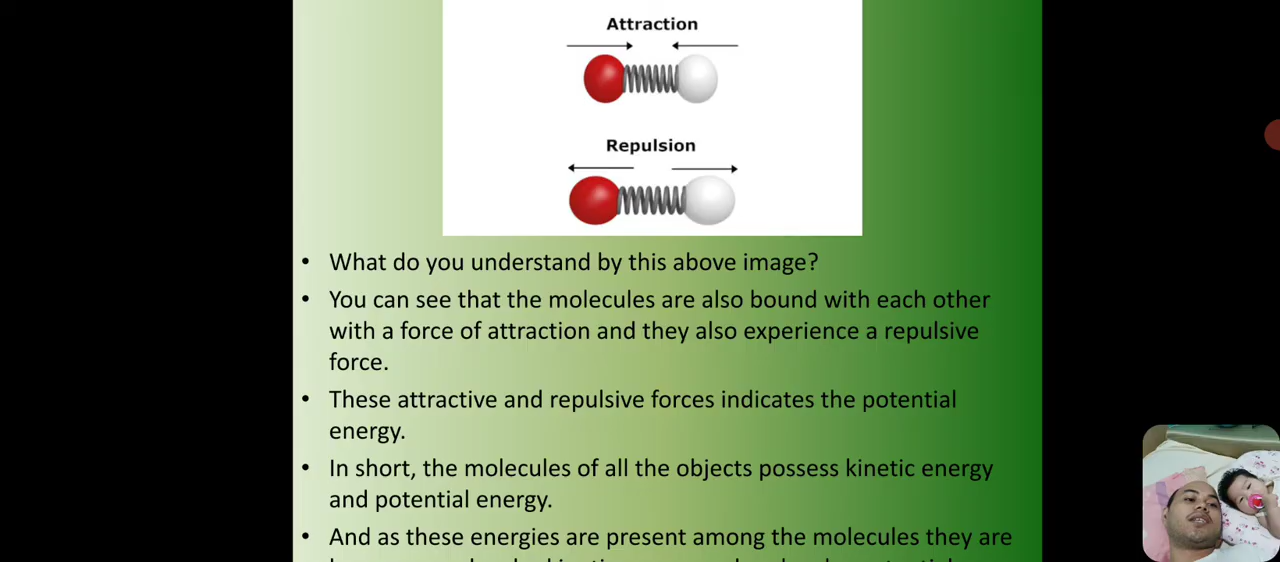 Attraction
Repulsion
• What do you understand by this above image?
• You can see that the molecules are also bound with each other
with a force of attraction and they also experience a repulsive
force.
• These attractive and repulsive forces indicates the potential
energy.
• In short, the molecules of all the objects possess kinetic energy
and potential energy.
• And as these energies are present among the molecules they are